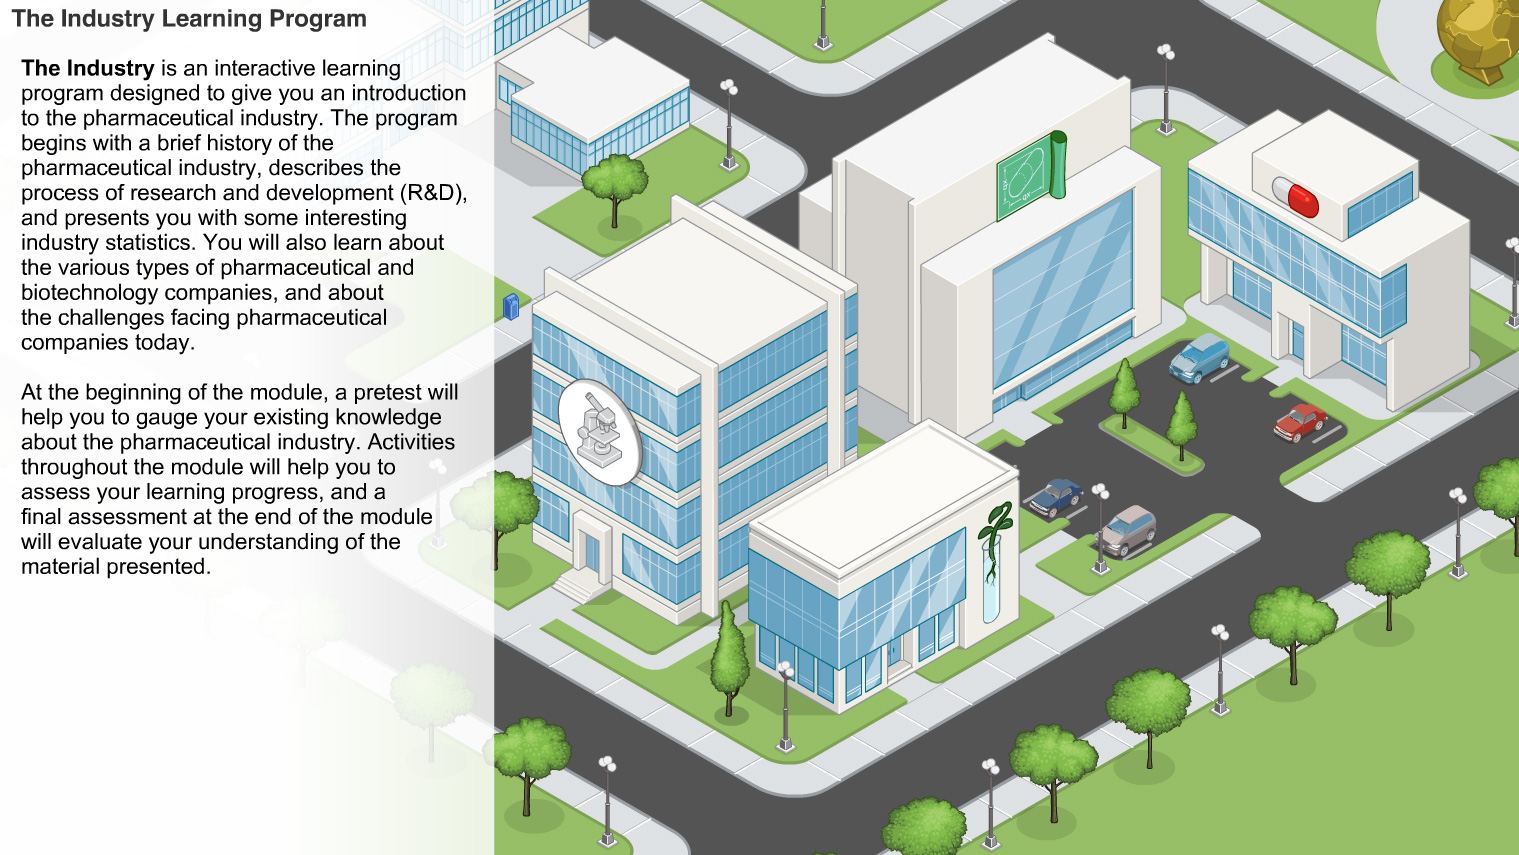 The Industry Learning Program
The Industry is an interactive learning
program designed to give you an introduction
to the pharmaceutical industry. The program
begins with a brief history of the
pharmaceutical industry, describes the
process of research and development (R&D),
and presents you with some interesting
industry statistics. You will also learn about
the various types of pharmaceutical and
biotechnology companies, and about
the challenges facing pharmaceutical
companies today.
At the beginning of the module, a pretest will
help you to gauge your existing knowledge
about the pharmaceutical industry. Activities
throughout the module will help you to
assess your learning progress, and a
final assessment at the end of the module
will evaluate your understanding of the
material presented.